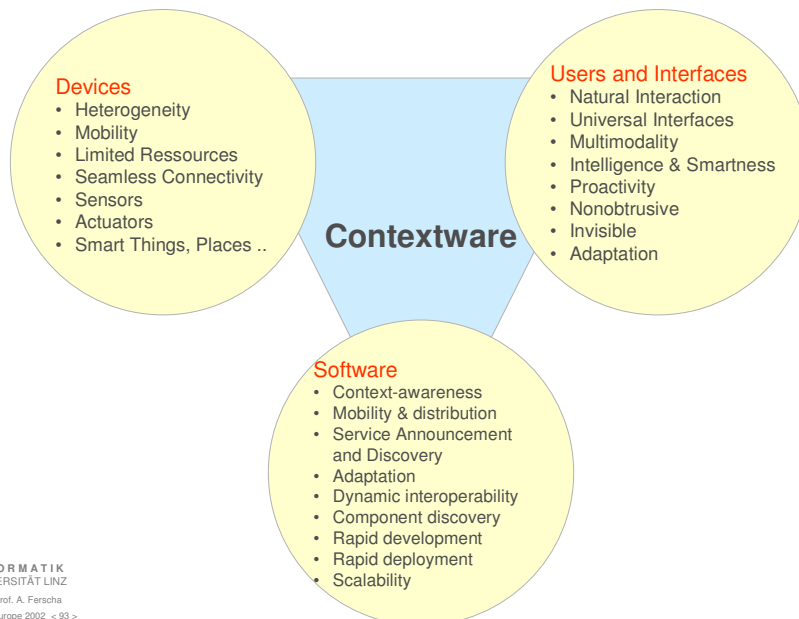 Devices
• Heterogeneity
• Mobility
• Limited Ressources
• Seamless Connectivity
• Sensors
• Actuators
• Smart Things, Places ..
Users and Interfaces
• Natural Interaction
• Universal Interfaces
• Multimodality
• Intelligence & Smartness
• Proactivity
• Nonobtrusive
• Invisible
• Adaptation
Contextware
Software
• Context-awareness
• Mobility & distribution
• Service Announcement
and Discovery
• Adaptation
• Dynamic interoperability
• Component discovery
• Rapid development
• Rapid deployment
• Scalability
ORMATIK
ERSITÄT LINZ
rof. A. Ferscha
urope 2002 < 93 >